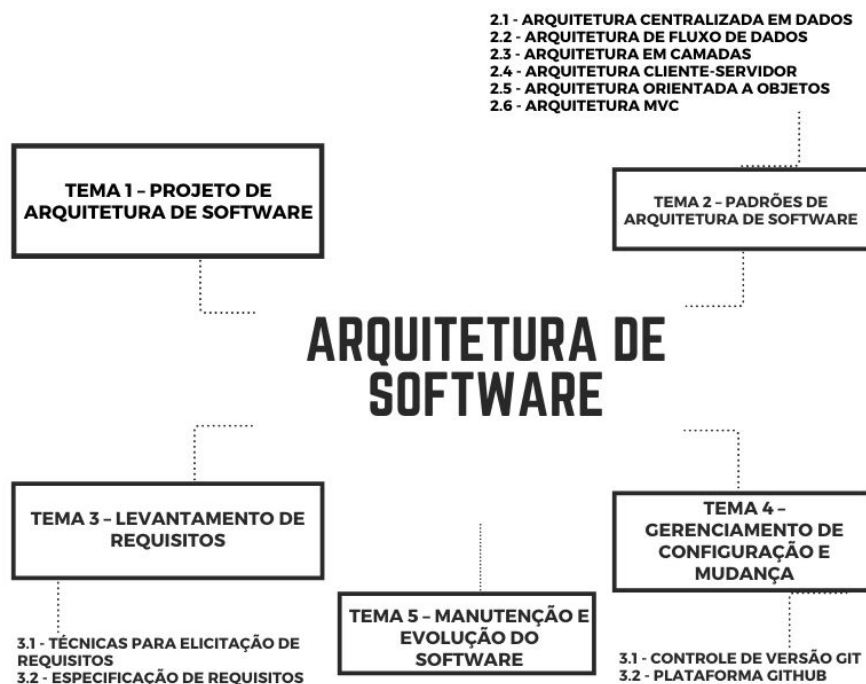 2.1 - ARQUITETURA CENTRALIZADA EM DADOS
2.2 - ARQUITETURA DE FLUXO DE DADOS
2.3 - ARQUITETURA EM CAMADAS
2.4 - ARQUITETURA CLIENTE-SERVIDOR
2.5 - ARQUITETURA ORIENTADA A OBJETOS
2.6 - ARQUITETURA MVC
TEMA 1 – PROJETO DE
ARQUITETURA DE SOFTWARE
TEMA 2 – PADRÕES DE
ARQUITETURA DE SOFTWARE
ARQUITETURA DE
SOFTWARE
TEMA 3 – LEVANTAMENTO DE
REQUISITOS
3.1 - TÉCNICAS PARA ELICITAÇÃO DE
REQUISITOS
3.2 - ESPECIFICAÇÃO DE REQUISITOS
TEMA 5 – MANUTENÇÃO E
EVOLUÇÃO DO
SOFTWARE
TEMA 4 –
GERENCIAMENTO DE
CONFIGURAÇÃO E
MUDANÇA
3.1 - CONTROLE DE VERSÃO GIT
3.2 - PLATAFORMA GITHUB